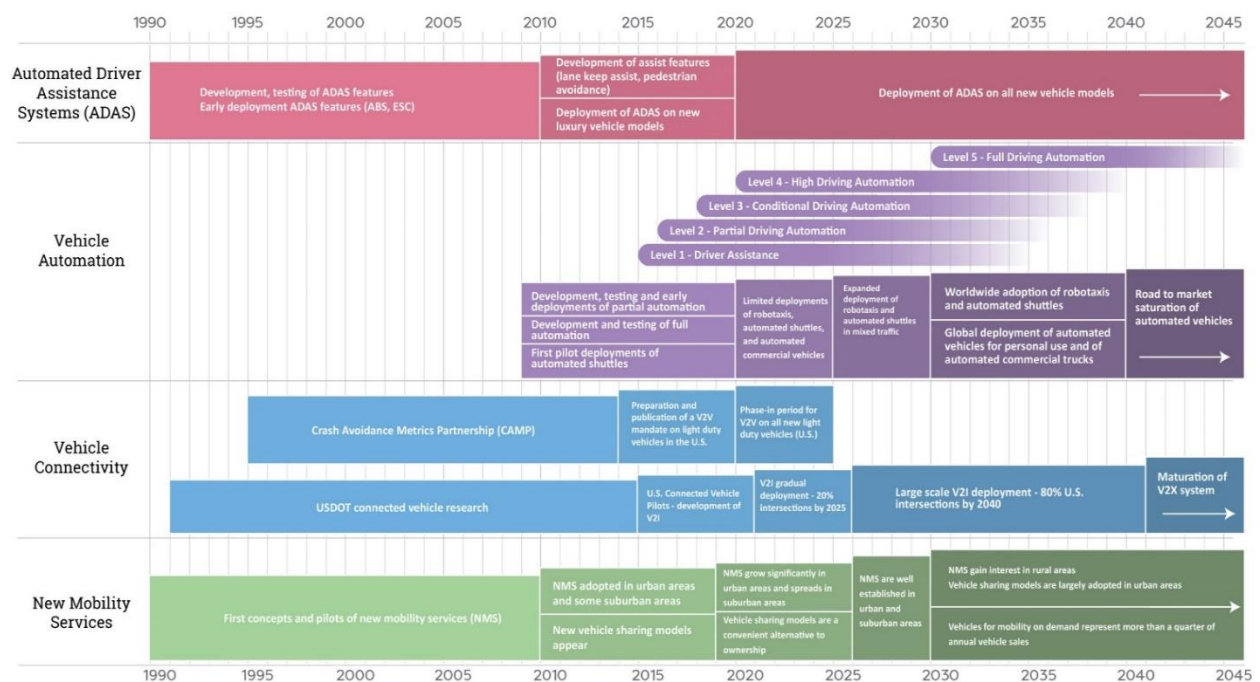 1990 1995 2000 2005 2010 2015 2020 2025 2030 2035 2040 2045
Automated Driver
Assistance
Systems (ADAS)
Development, testing of ADAS features
Early deployment ADAS features (ABS, ESC)
Development of assist features
(lane keep assist, pedestrian
avoidance)
Deployment of ADAS on new
luxury vehicle models
Deployment of ADAS on all new vehicle models
Vehicle
Automation
Level 5 - Full Driving Automation
Level 4 - High Driving Automation
Level 3 - Conditional Driving Automation
Level 2 - Partial Driving Automation
Level 1 - Driver Assistance
Development, testing and early
deployments of partial automation
Development and testing of full
automation
First pilot deployments of
automated shuttles
Limited deployments
of robotaxis,
automated shuttles,
and automated
commercial vehicles
Expanded
deployment of
robotaxis and
automated shuttles
in mixed traffic
Worldwide adoption of robotaxis
and automated shuttles
Global deployment of automated
vehicles for personal use and of
automated commercial trucks
Road to market
saturation of
automated vehicles
Vehicle
Connectivity
Crash Avoidance Metrics Partnership (CAMP)
Preparation and
publication of a V2V
mandate on light duty
vehicles in the U.S.
Phase-in period for
V2V on all new light
duty vehicles (U.S.)
USDOT connected vehicle research
U.S. Connected Vehicle
Pilots - development of
V2I
V2I gradual
deployment - 20%
intersections by 2025
Large scale V2I deployment - 80% U.S.
intersections by 2040
Maturation of
V2X system
New Mobility
Services
First concepts and pilots of new mobility services (NMS)
NMS adopted in urban areas
and some suburban areas
New vehicle sharing models
appear
NMS grow significantly in
urban areas and spreads in
suburban areas
Vehicle sharing models are a
convenient alternative to
ownership
NMS are well
established in
urban and
suburban areas
NMS gain interest in rural areas
Vehicle sharing models are largely adopted in urban areas
Vehicles for mobility on demand represent more than a quarter of
annual vehicle sales
1990 1995 2000 2005 2010 2015 2020 2025 2030 2035 2040 2045